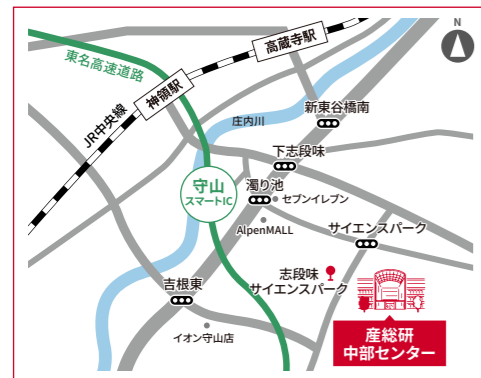 N
高蔵寺駅
東名高速道路
神領駅
JR中央線
庄内川
新東谷橋南
下志段味
守山
スマートIC
濁り池
セブンイレブン
AlpenMALL
サイエンスパーク
吉根東
志段味
サイエンスパーク
イオン守山店
産総研
中部センター